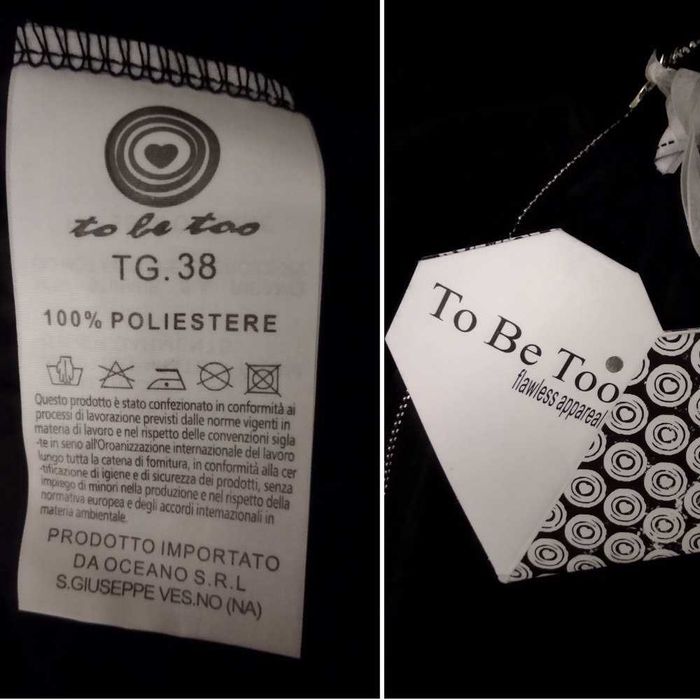 to be too
TG.38
100% POLIESTERE
Questo prodotto è stato confezionato in conformità ai
processi di lavorazione previsti dalle norme vigenti in
materia di lavoro e nel rispetto delle convenzioni sigla
-te in seno all'Oroanizzazione internazionale del lavoro
lungo tutta la catena di fornitura, in conformità alla cer
-tificazione di igiene e di sicurezza dei prodotti, senza
impiego di minori nella produzione e nel rispetto della
normativa europea e degli accordi internazionali in
materia ambientale.
PRODOTTO IMPORTATO
DA OCEANO S.R.L
S.GIUSEPPE VES.NO (NA)
To Be Too
flawless appareal